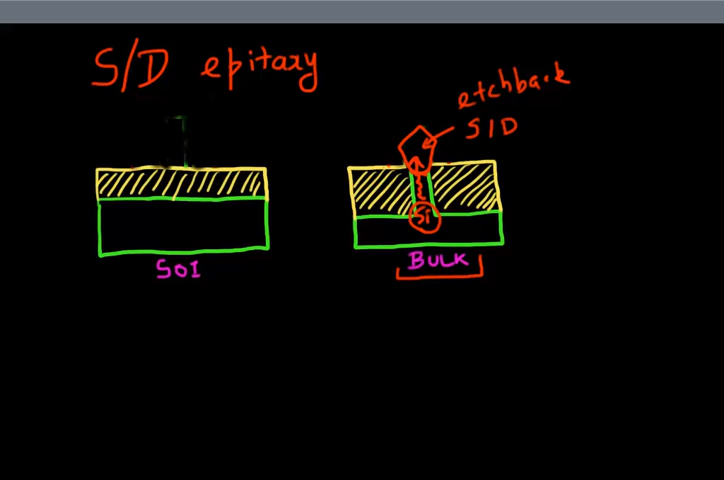 S/D epitaxy
etchback
S/D
Si
SOI
BULK